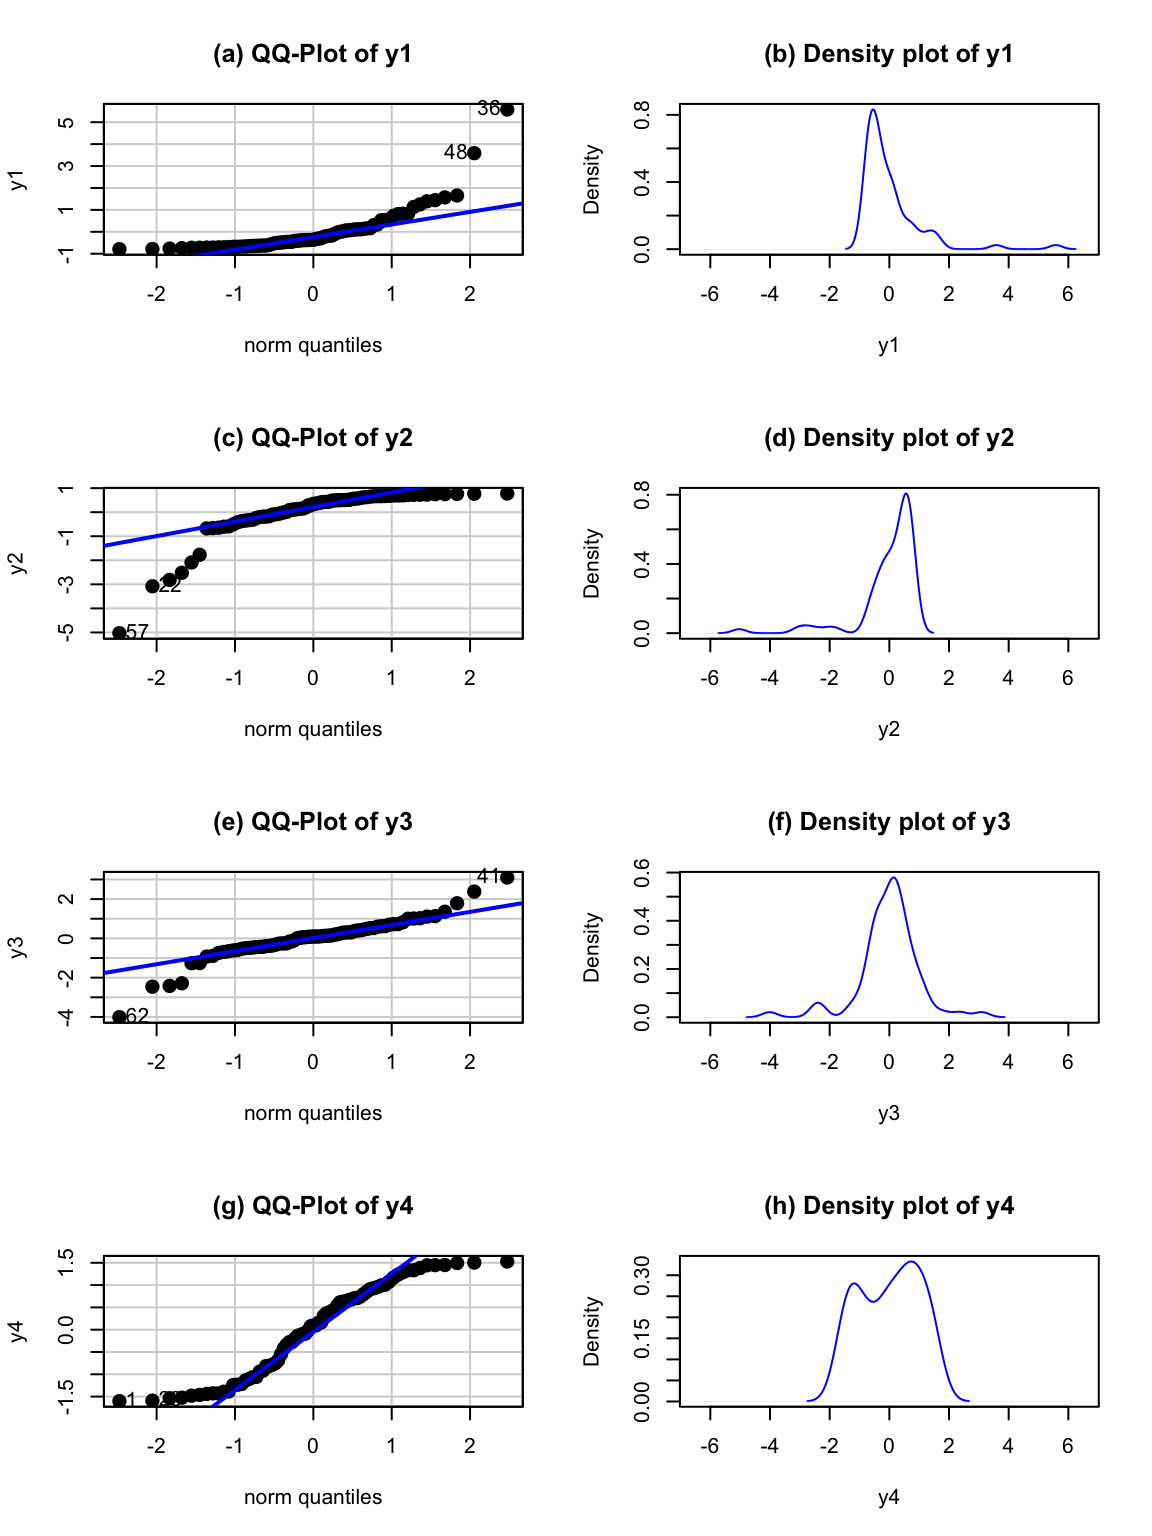 (a) QQ-Plot of y1
y1
5
3
1
-1
36
48
-2 -1 0 1 2
norm quantiles
(b) Density plot of y1
Density
0.8
0.4
0.0
-6 -4 -2 0 2 4 6
y1
(c) QQ-Plot of y2
y2
1
-1
-3
-5
22
57
-2 -1 0 1 2
norm quantiles
(d) Density plot of y2
Density
0.8
0.4
0.0
-6 -4 -2 0 2 4 6
y2
(e) QQ-Plot of y3
y3
2
0
-2
-4
41
62
-2 -1 0 1 2
norm quantiles
(f) Density plot of y3
Density
0.6
0.4
0.2
0.0
-6 -4 -2 0 2 4 6
y3
(g) QQ-Plot of y4
y4
1.5
0.0
-1.5
1
-2 -1 0 1 2
norm quantiles
(h) Density plot of y4
Density
0.30
0.15
0.00
-6 -4 -2 0 2 4 6
y4